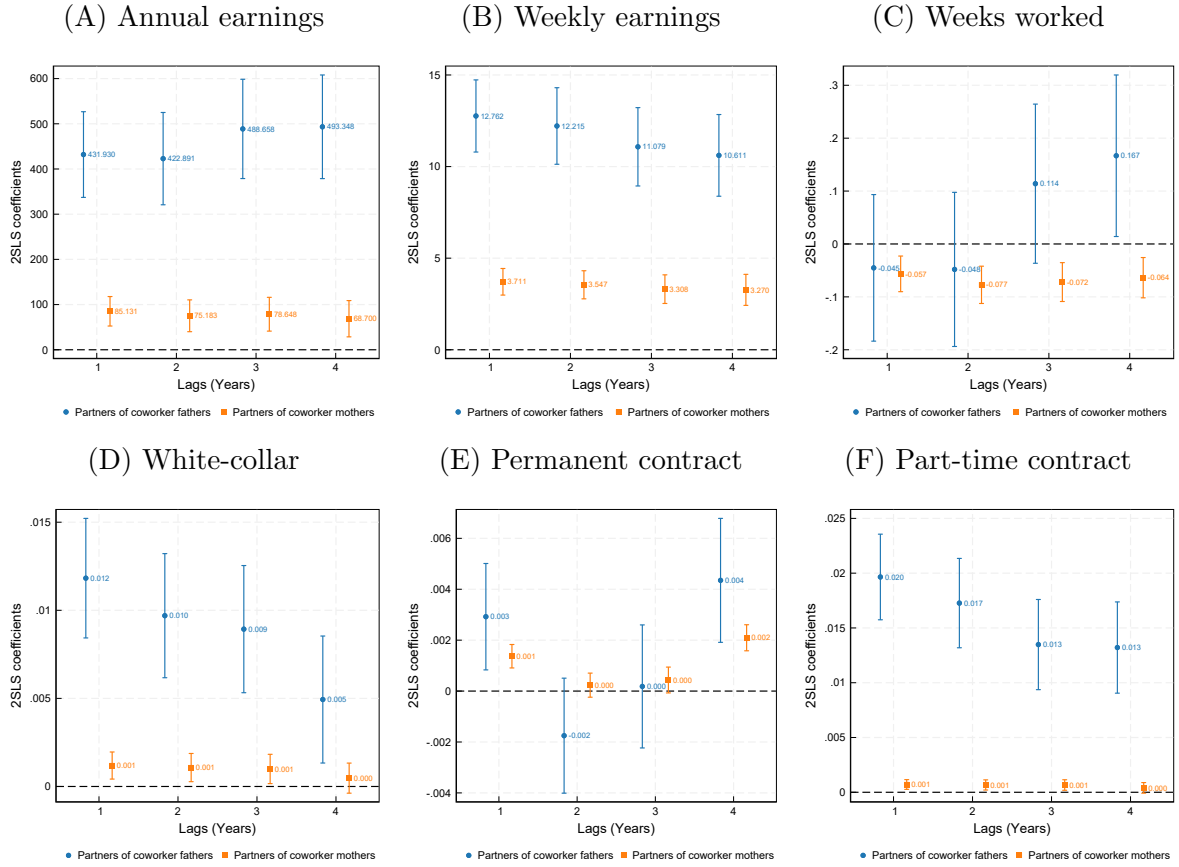 (A) Annual earnings
600
500
400
300
200
100
0
2SLS coefficients
431.930
422.891
488.658
493.348
85.131
75.183
78.648
68.700
1 2 3 4
Lags (Years)
Partners of coworker fathers Partners of coworker mothers
(B) Weekly earnings
15
10
5
0
2SLS coefficients
12.762
12.215
11.079
10.611
3.711
3.547
3.308
3.270
1 2 3 4
Lags (Years)
Partners of coworker fathers Partners of coworker mothers
(C) Weeks worked
.3
.2
.1
0
-.1
-.2
2SLS coefficients
-0.045
-0.048
0.114
0.167
-0.057
-0.077
-0.072
-0.064
1 2 3 4
Lags (Years)
Partners of coworker fathers Partners of coworker mothers
(D) White-collar
.015
.01
.005
0
2SLS coefficients
0.012
0.010
0.009
0.005
0.001
0.001
0.001
0.000
1 2 3 4
Lags (Years)
Partners of coworker fathers Partners of coworker mothers
(E) Permanent contract
.006
.004
.002
0
-.002
-.004
2SLS coefficients
0.003
-0.002
0.000
0.004
0.001
0.000
0.000
0.002
1 2 3 4
Lags (Years)
Partners of coworker fathers Partners of coworker mothers
(F) Part-time contract
.025
.02
.015
.01
.005
0
2SLS coefficients
0.020
0.017
0.013
0.013
0.001
0.001
0.001
0.000
1 2 3 4
Lags (Years)
Partners of coworker fathers Partners of coworker mothers